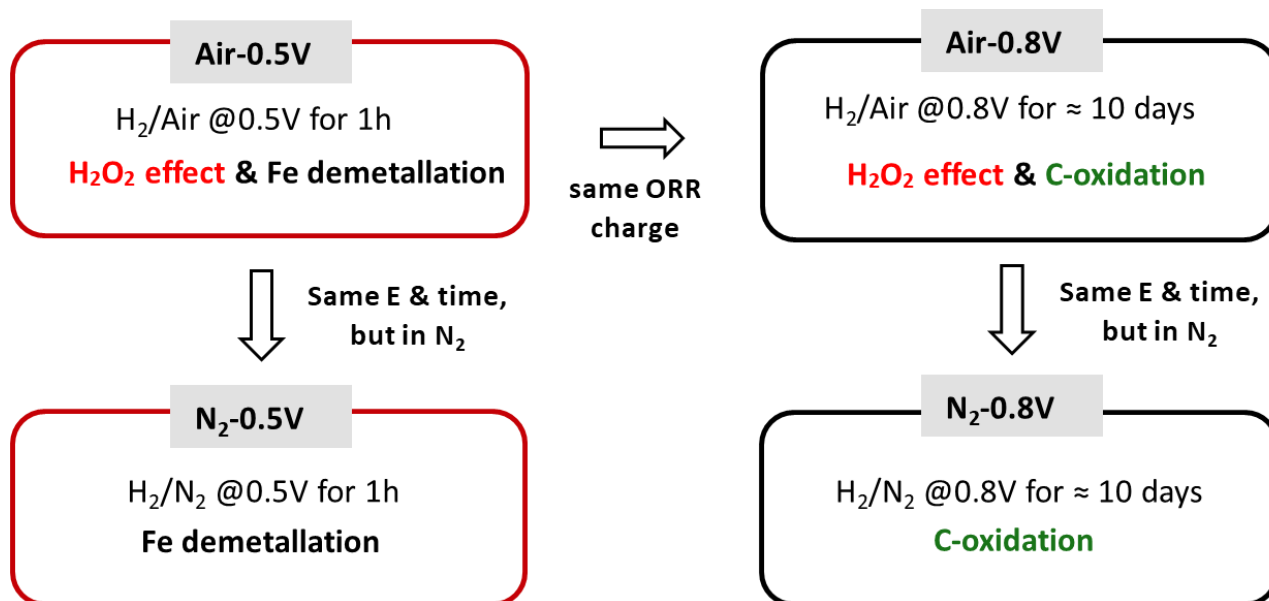 Air-0.5V
H₂/Air @0.5V for 1h
H₂O₂ effect & Fe demetallation
same ORR
charge
Air-0.8V
H₂/Air @0.8V for ≈ 10 days
H₂O₂ effect & C-oxidation
Same E & time,
but in N₂
Same E & time,
but in N₂
N₂-0.5V
H₂/N₂ @0.5V for 1h
Fe demetallation
N₂-0.8V
H₂/N₂ @0.8V for ≈ 10 days
C-oxidation